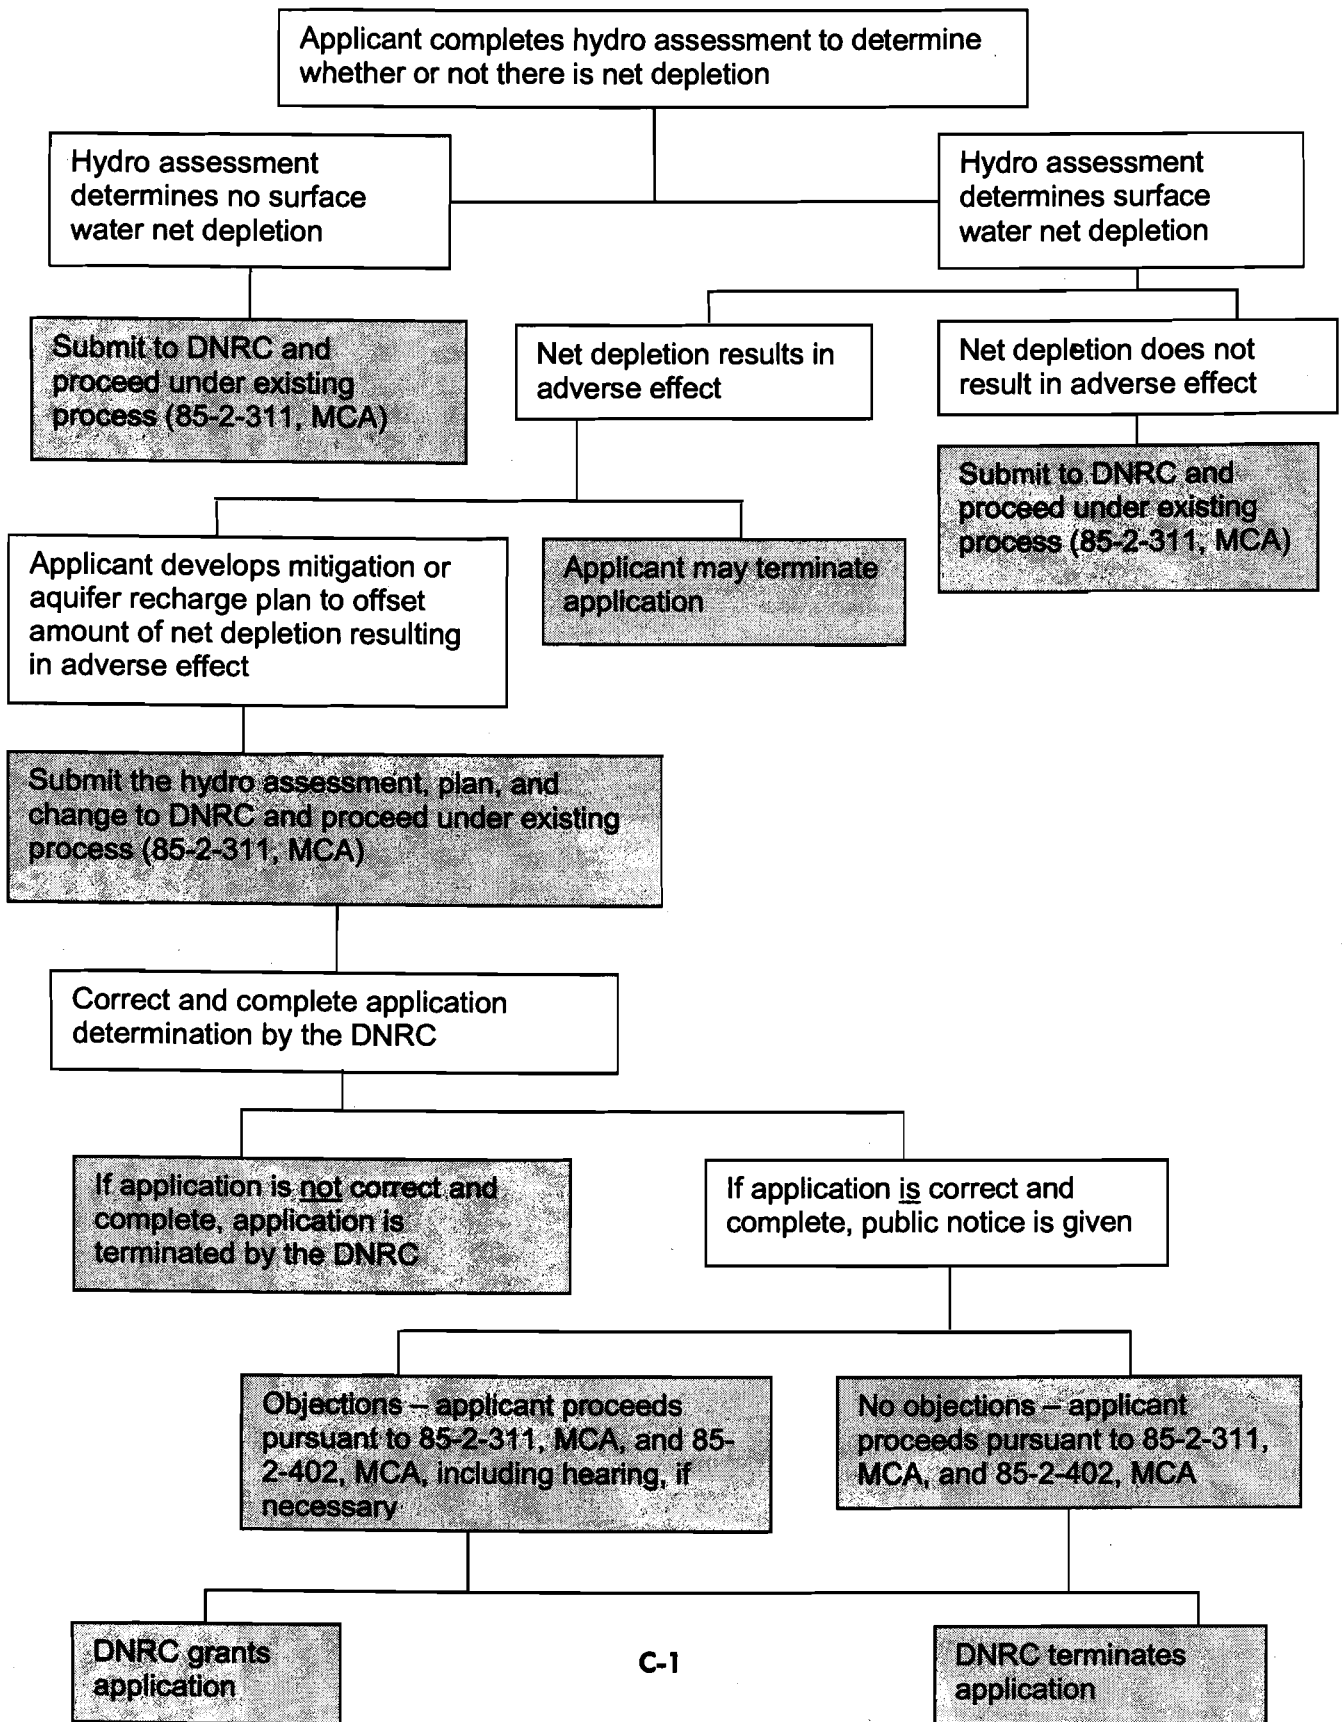 Applicant completes hydro assessment to determine
whether or not there is net depletion
Hydro assessment
determines no surface
water net depletion
Hydro assessment
determines surface
water net depletion
Submit to DNRC and
proceed under existing
process (85-2-311, MCA)
Net depletion results in
adverse effect
Net depletion does not
result in adverse effect
Submit to DNRC and
proceed under existing
process (85-2-311, MCA)
Applicant develops mitigation or
aquifer recharge plan to offset
amount of net depletion resulting
in adverse effect
Applicant may terminate
application
Submit the hydro assessment, plan, and
change to DNRC and proceed under existing
process (85-2-311, MCA)
Correct and complete application
determination by the DNRC
If application is not correct and
complete, application is
terminated by the DNRC
If application is correct and
complete, public notice is given
Objections – applicant proceeds
pursuant to 85-2-311, MCA, and 85-
2-402, MCA, including hearing, if
necessary
No objections – applicant
proceeds pursuant to 85-2-311,
MCA, and 85-2-402, MCA
DNRC grants
application
C-1
DNRC terminates
application